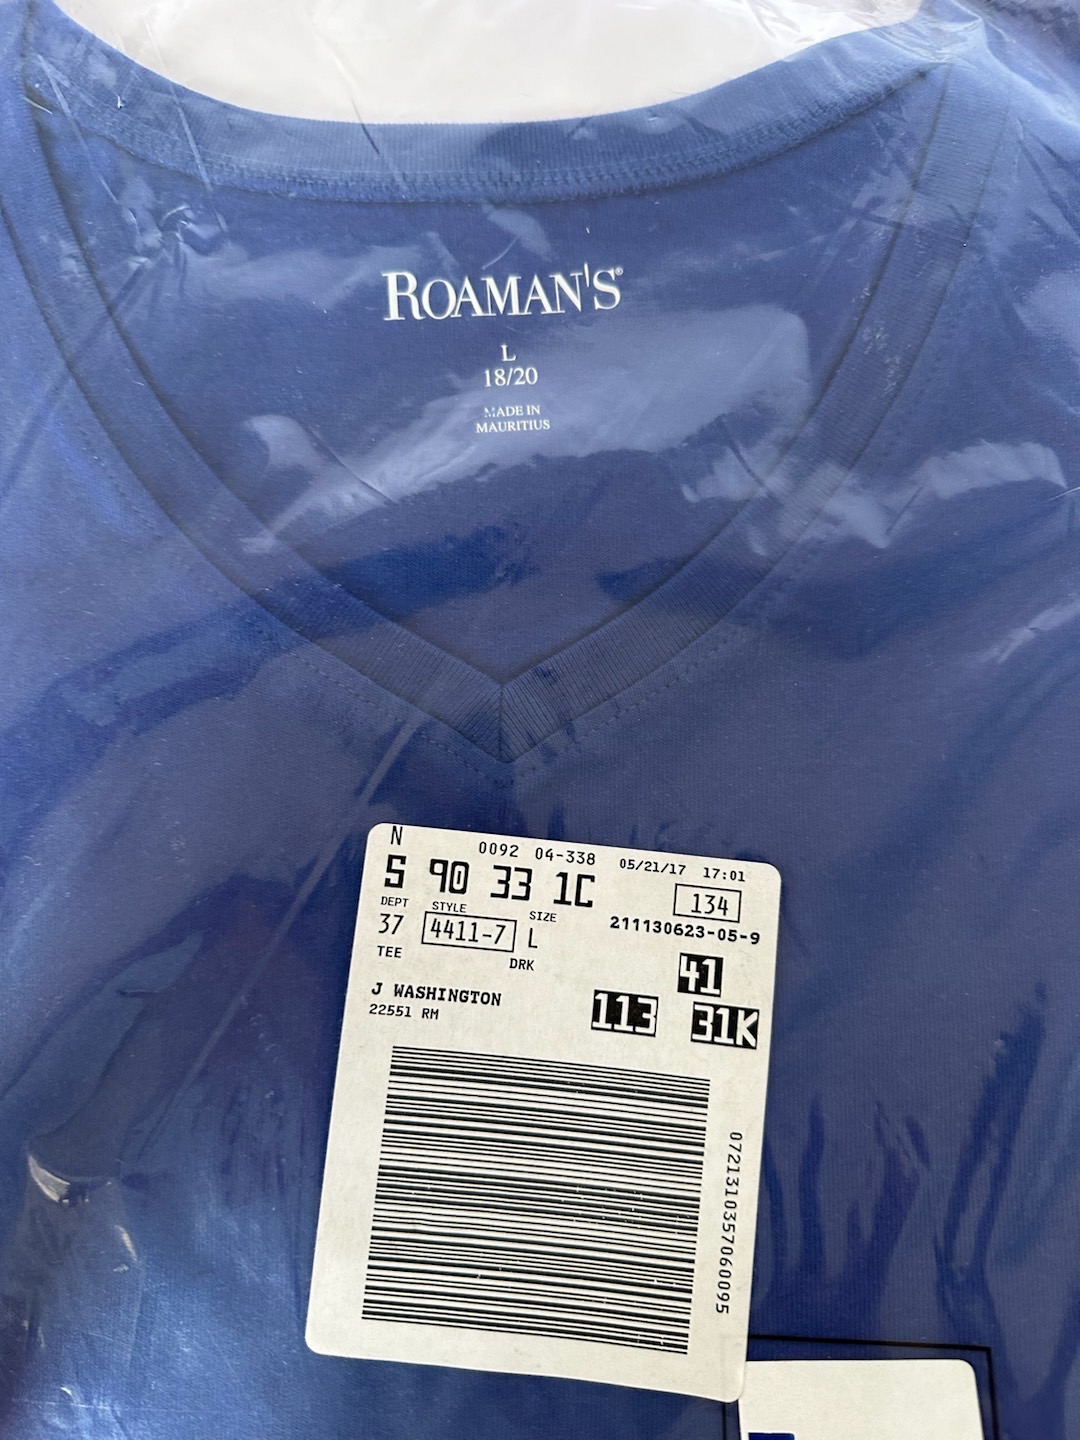 ROAMAN'S®
L
18/20
MADE IN
MAURITIUS
N
0092 04-338 05/21/17 17:01
S 90 33 1C 134
DEPT STYLE SIZE 211130623-05-9
37 4411-7 L
TEE DRK
41
J WASHINGTON 113 31K
22551 RM
0721310357060095